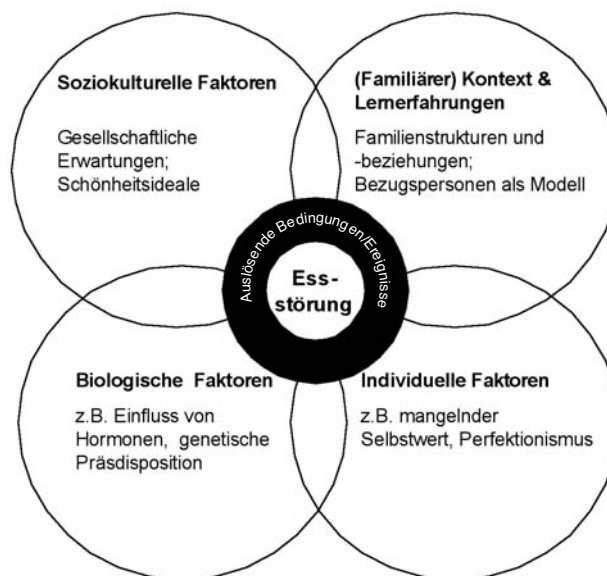 Soziokulturelle Faktoren
Gesellschaftliche
Erwartungen;
Schönheitsideale
(Familiärer) Kontext &
Lernerfahrungen
Familienstrukturen und
-beziehungen;
Bezugspersonen als Modell
Auslösende Bedingungen/Ereignisse
Ess-
störung
Biologische Faktoren
z.B. Einfluss von
Hormonen, genetische
Präsdisposition
Individuelle Faktoren
z.B. mangelnder
Selbstwert, Perfektionismus